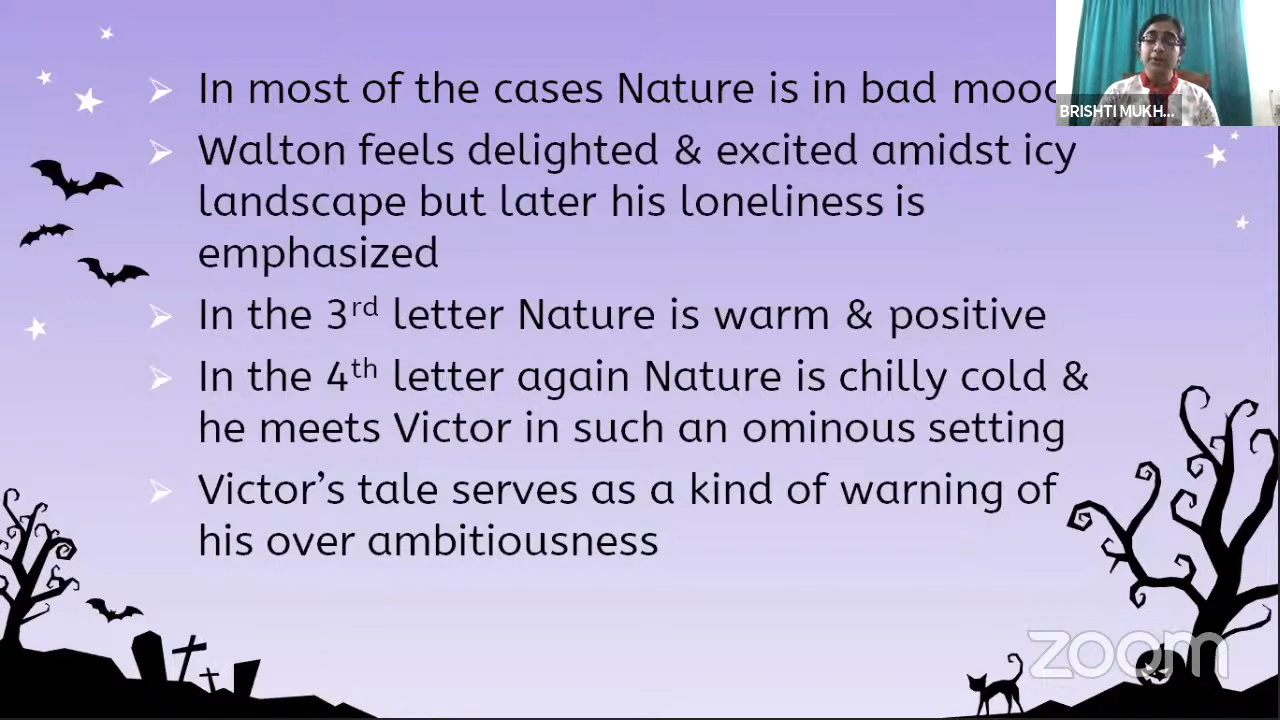 In most of the cases Nature is in bad mood
BRISHTI MUKH...
Walton feels delighted & excited amidst icy
landscape but later his loneliness is
emphasized
In the 3rd letter Nature is warm & positive
In the 4th letter again Nature is chilly cold &
he meets Victor in such an ominous setting
Victor's tale serves as a kind of warning of
his over ambitiousness
zoom